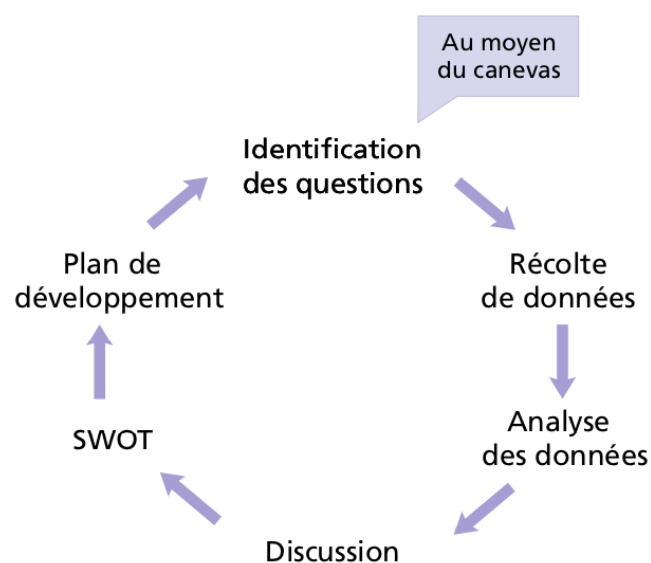 Au moyen
du canevas
Identification
des questions
Récolte
de données
Analyse
des données
Discussion
SWOT
Plan de
développement